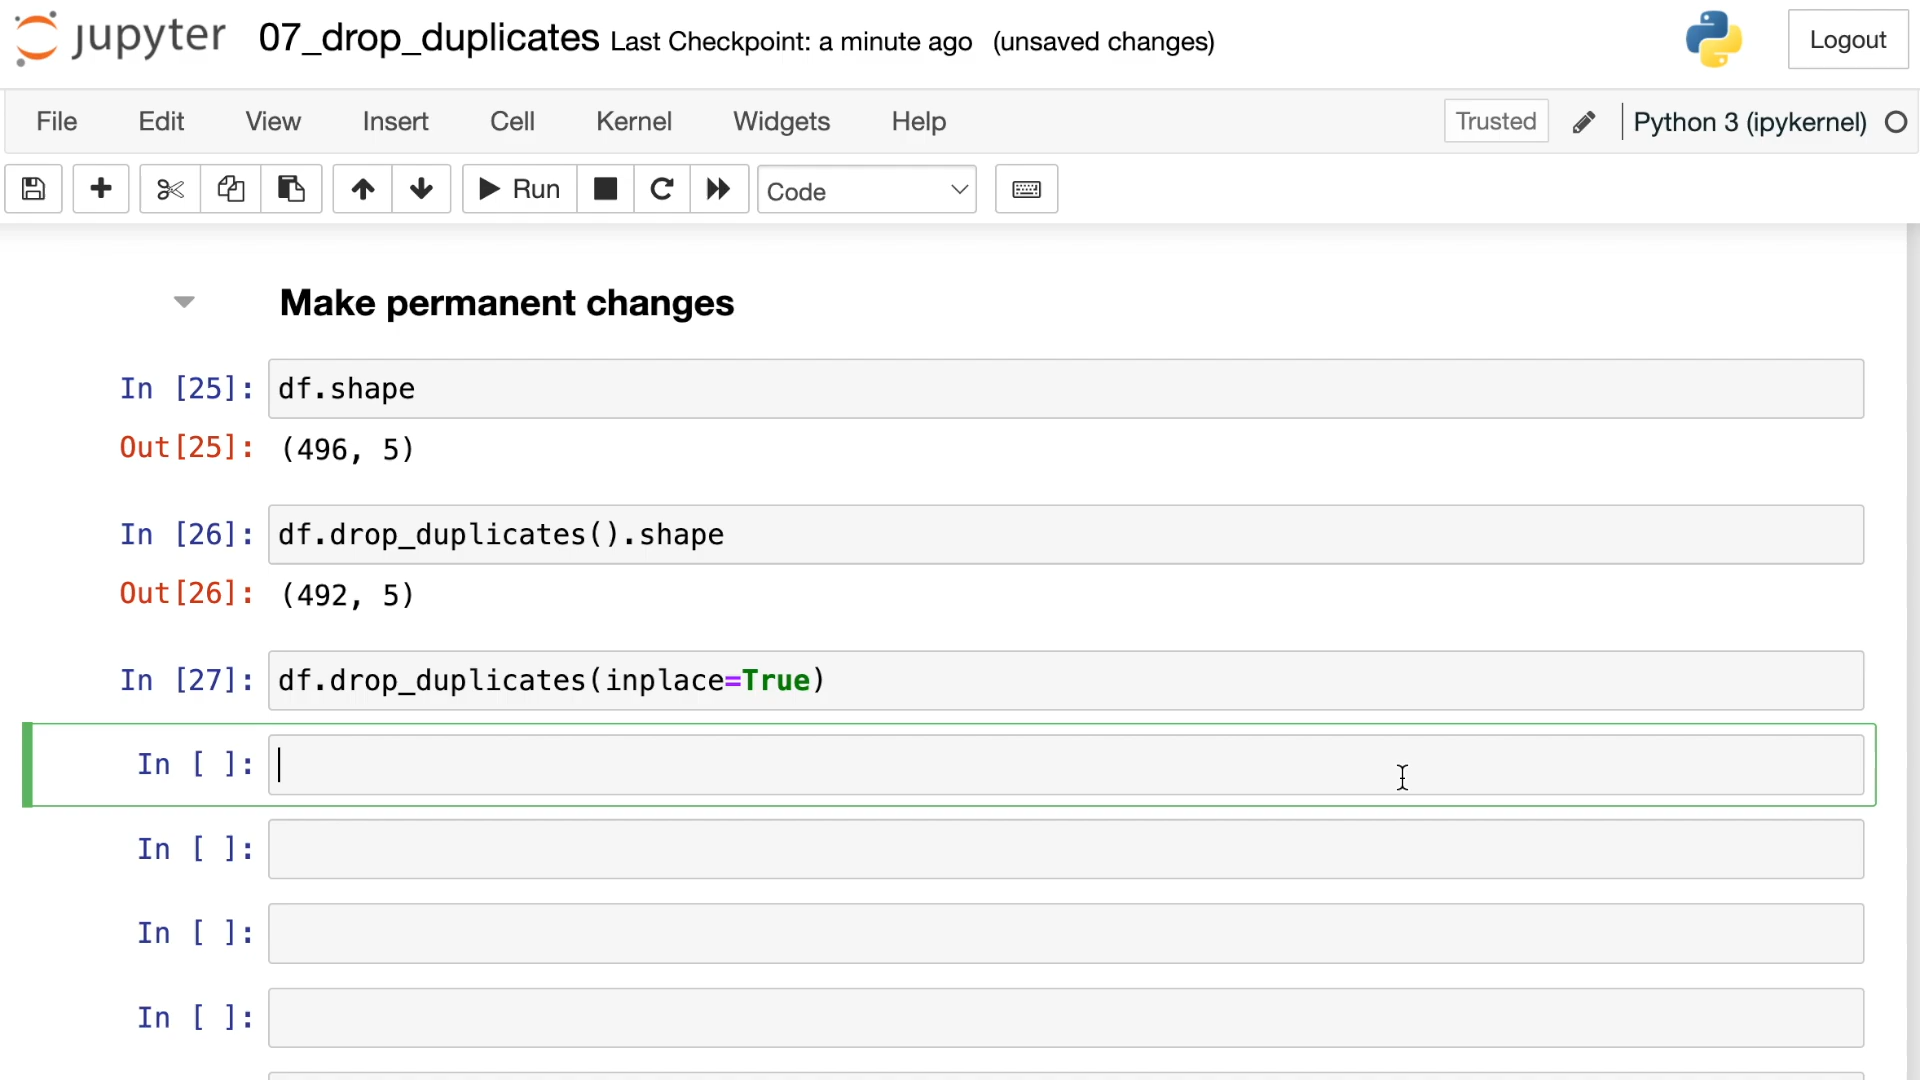 jupyter 07_drop_duplicates Last Checkpoint: a minute ago (unsaved changes) Logout
File Edit View Insert Cell Kernel Widgets Help Trusted Python 3 (ipykernel)
Run Code
Make permanent changes
In [25]: df.shape
Out[25]: (496, 5)
In [26]: df.drop_duplicates().shape
Out[26]: (492, 5)
In [27]: df.drop_duplicates(inplace=True)
In [ ]:
In [ ]:
In [ ]:
In [ ]: